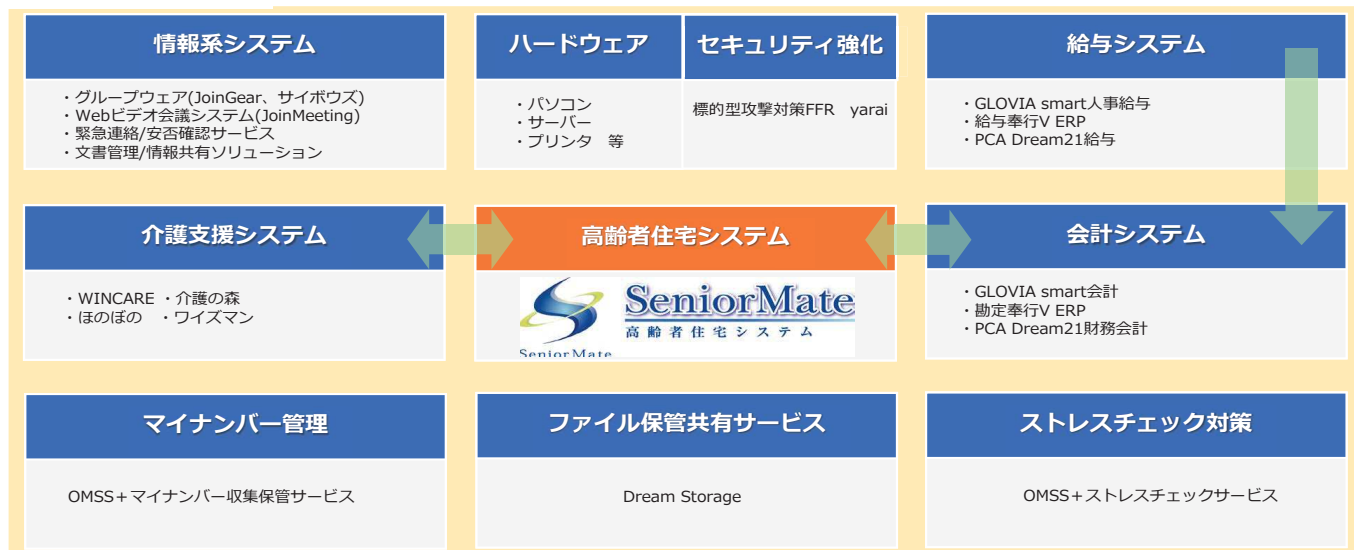 情報系システム
・グループウェア(JoinGear、サイボウズ)
・Webビデオ会議システム(JoinMeeting)
・緊急連絡/安否確認サービス
・文書管理/情報共有ソリューション
ハードウェア
・パソコン
・サーバー
・プリンタ　等
セキュリティ強化
標的型攻撃対策FFR　yarai
給与システム
・GLOVIA smart人事給与
・給与奉行V ERP
・PCA Dream21給与
介護支援システム
・WINCARE ・介護の森
・ほのぼの　・ワイズマン
高齢者住宅システム
SeniorMate
高齢者住宅システム
SeniorMate
会計システム
・GLOVIA smart会計
・勘定奉行V ERP
・PCA Dream21財務会計
マイナンバー管理
OMSS＋マイナンバー収集保管サービス
ファイル保管共有サービス
Dream Storage
ストレスチェック対策
OMSS＋ストレスチェックサービス